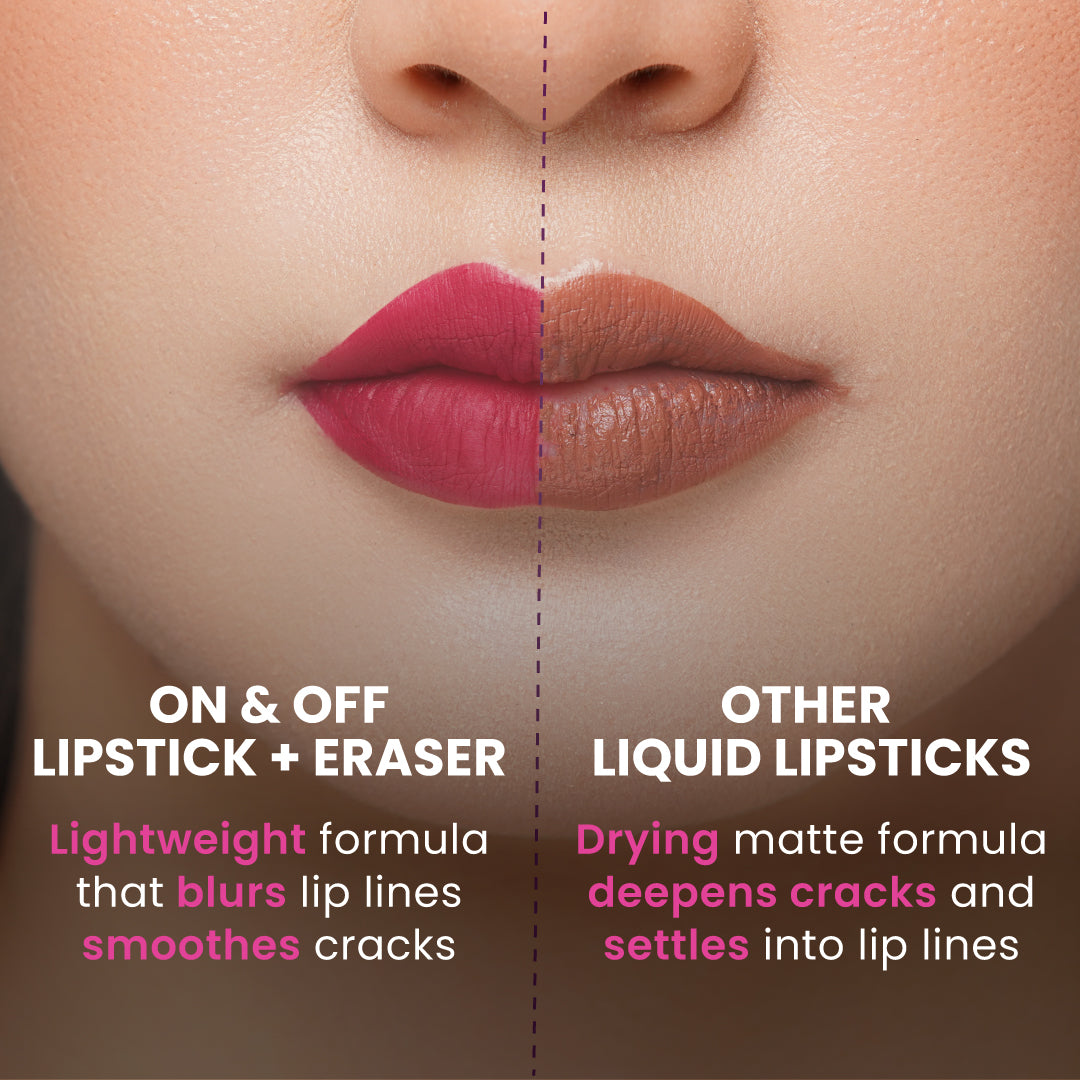 ON & OFF
LIPSTICK + ERASER
Lightweight formula
that blurs lip lines
smoothes cracks
OTHER
LIQUID LIPSTICKS
Drying matte formula
deepens cracks and
settles into lip lines